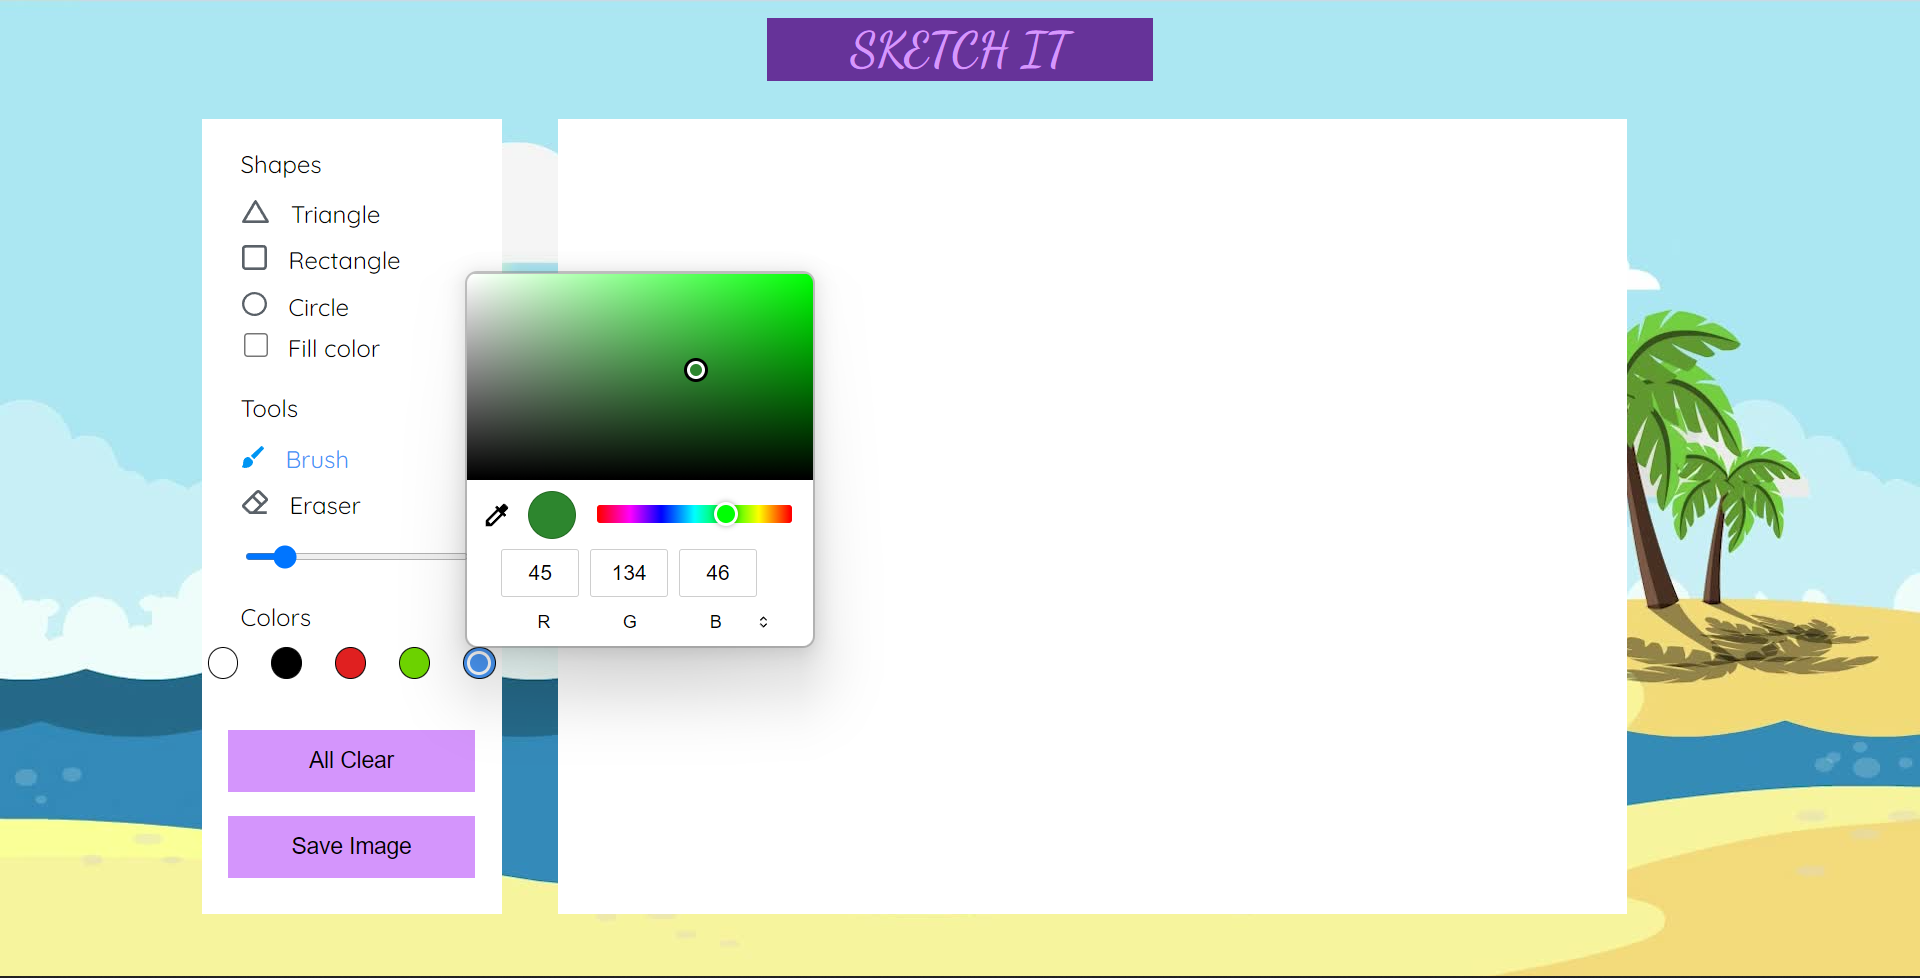 SKETCH IT
Shapes
Triangle
Rectangle
Circle
Fill color
Tools
Brush
Eraser
45 134 46
R G B
Colors
All Clear
Save Image